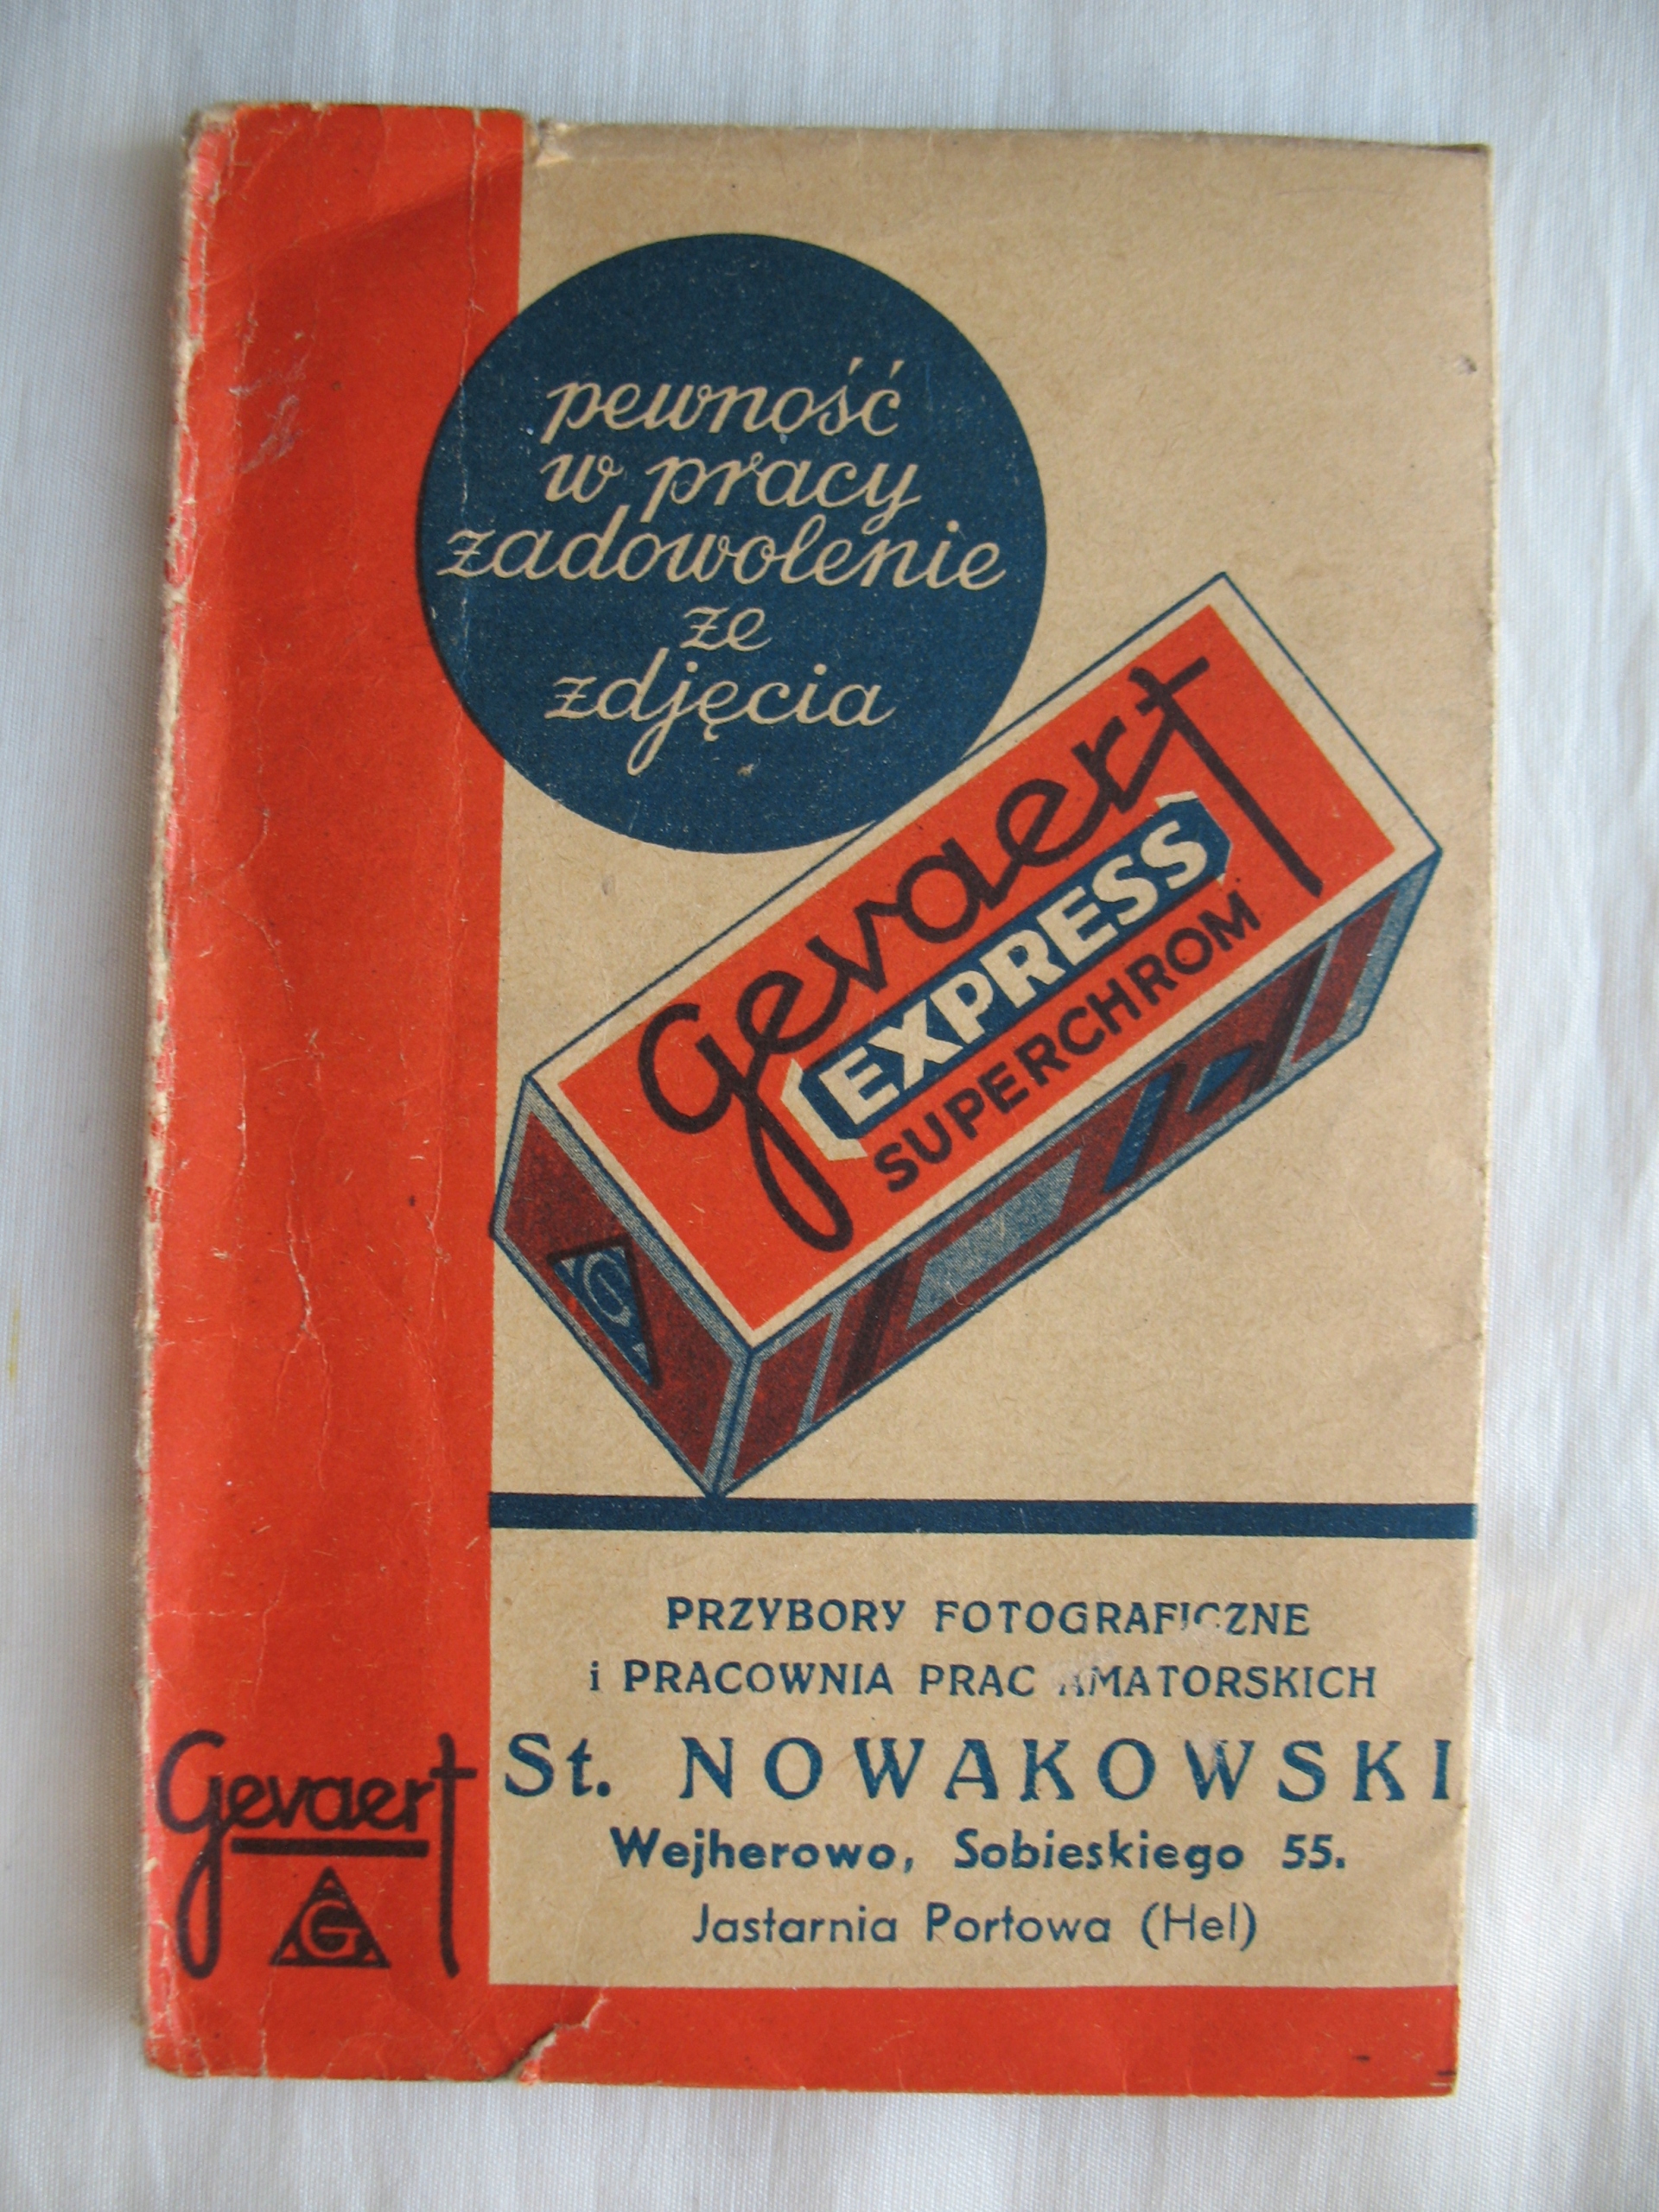 pewność
w pracy
zadowolenie
ze
zdjęcia
Gevaert
EXPRESS
SUPERCHROM
G
PRZYBORY FOTOGRAFICZNE
i PRACOWNIA PRAC AMATORSKICH
St. NOWAKOWSKI
Wejherowo, Sobieskiego 55.
Jastarnia Portowa (Hel)
Gevaert
G